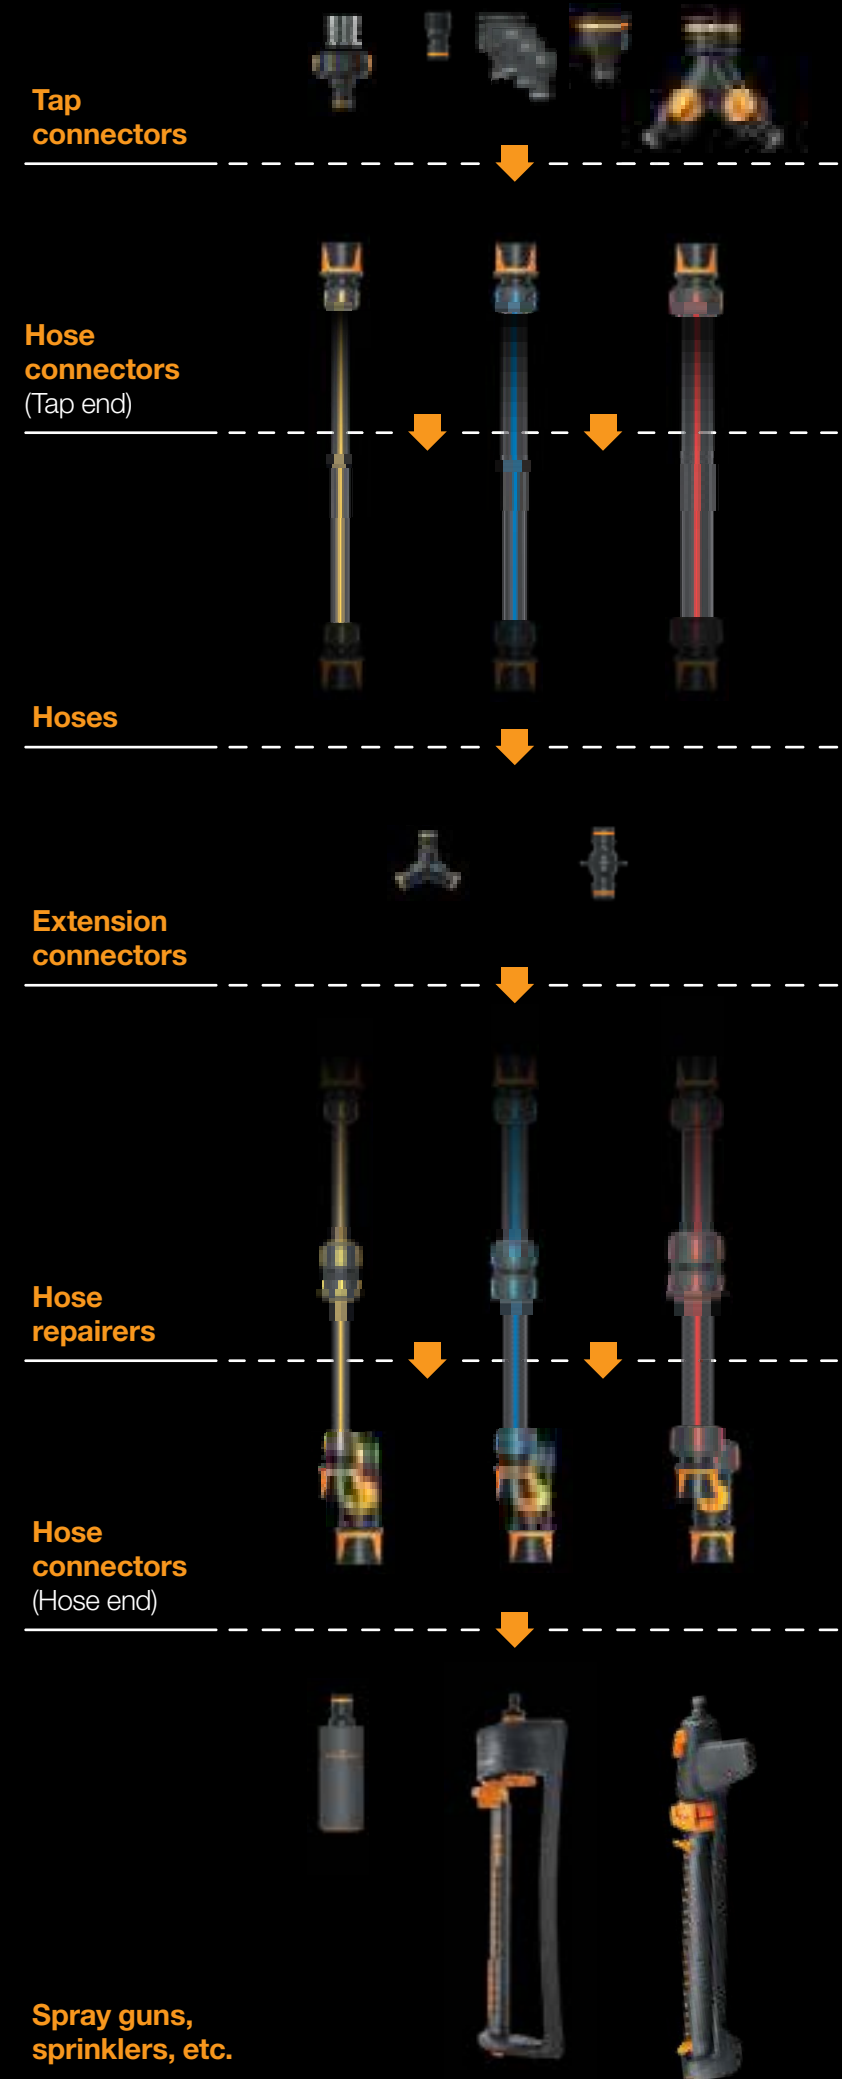 Tap
connectors
Hose
connectors
(Tap end)
Hoses
Extension
connectors
Hose
repairers
Hose
connectors
(Hose end)
Spray guns,
sprinklers, etc.